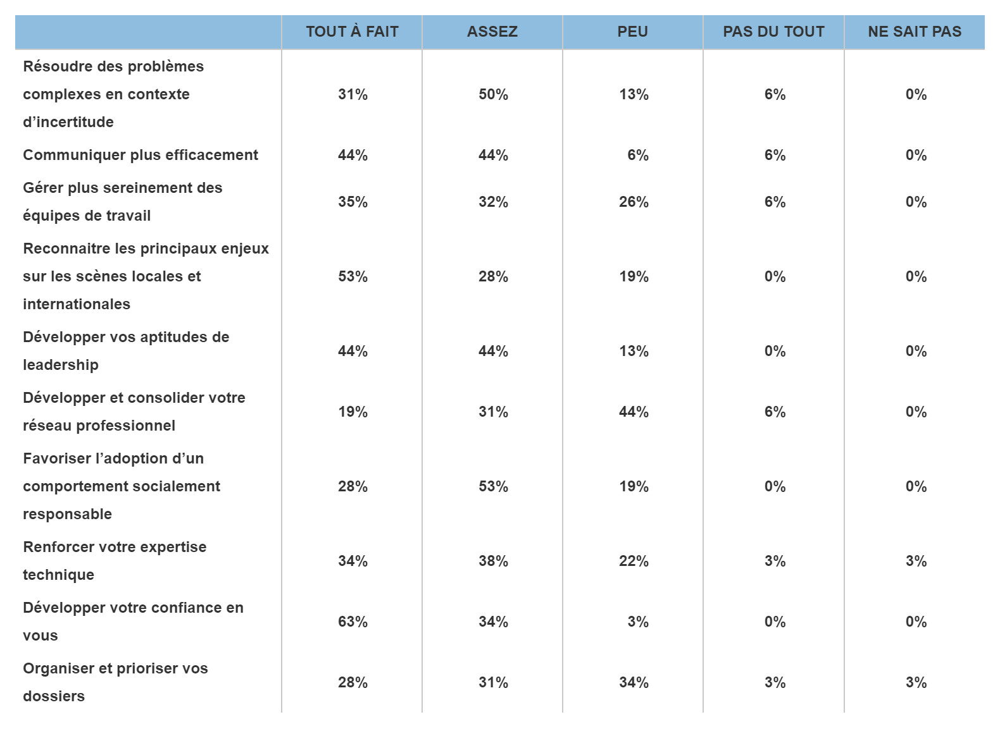 TOUT À FAIT ASSEZ PEU PAS DU TOUT NE SAIT PAS
Résoudre des problèmes
complexes en contexte 31% 50% 13% 6% 0%
d’incertitude
Communiquer plus efficacement 44% 44% 6% 6% 0%
Gérer plus sereinement des
équipes de travail 35% 32% 26% 6% 0%
Reconnaitre les principaux enjeux
sur les scènes locales et 53% 28% 19% 0% 0%
internationales
Développer vos aptitudes de
leadership 44% 44% 13% 0% 0%
Développer et consolider votre
réseau professionnel 19% 31% 44% 6% 0%
Favoriser l’adoption d’un
comportement socialement 28% 53% 19% 0% 0%
responsable
Renforcer votre expertise
technique 34% 38% 22% 3% 3%
Développer votre confiance en
vous 63% 34% 3% 0% 0%
Organiser et prioriser vos
dossiers 28% 31% 34% 3% 3%